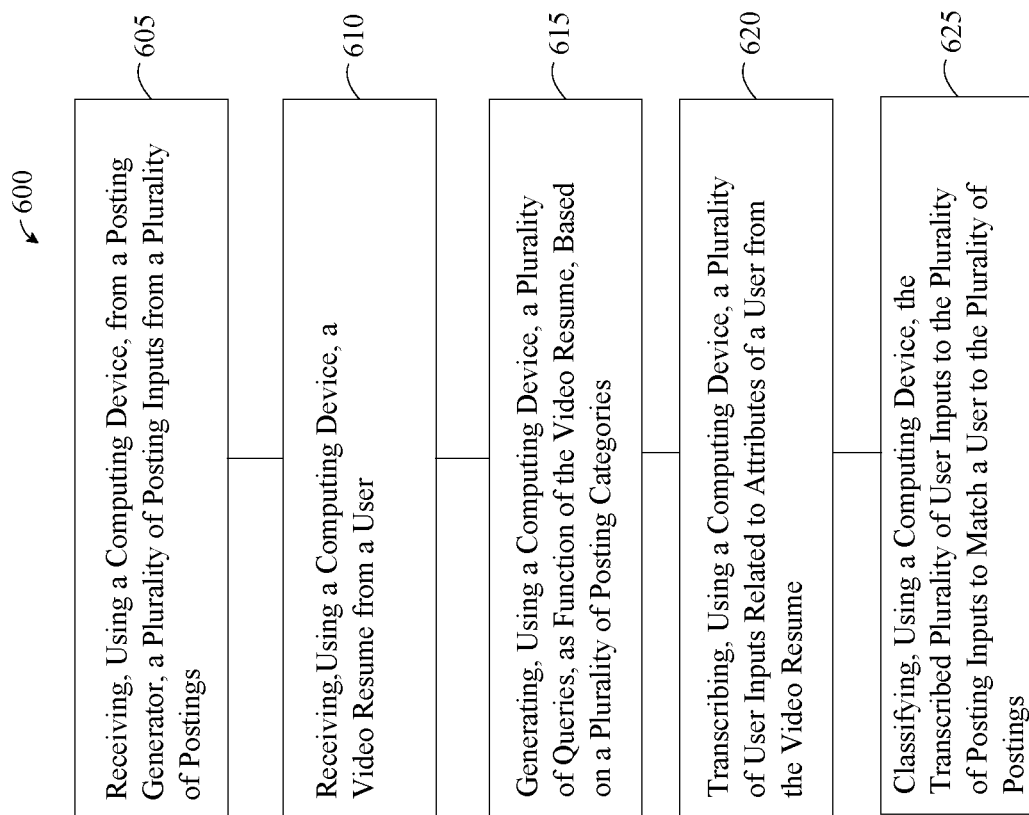 600
605
Receiving, Using a Computing Device, from a Posting
Generator, a Plurality of Posting Inputs from a Plurality
of Postings
610
Receiving,Using a Computing Device, a
Video Resume from a User
615
Generating, Using a Computing Device, a Plurality
of Queries, as Function of the Video Resume, Based
on a Plurality of Posting Categories
620
Transcribing, Using a Computing Device, a Plurality
of User Inputs Related to Attributes of a User from
the Video Resume
625
Classifying, Using a Computing Device, the
Transcribed Plurality of User Inputs to the Plurality
of Posting Inputs to Match a User to the Plurality of
Postings